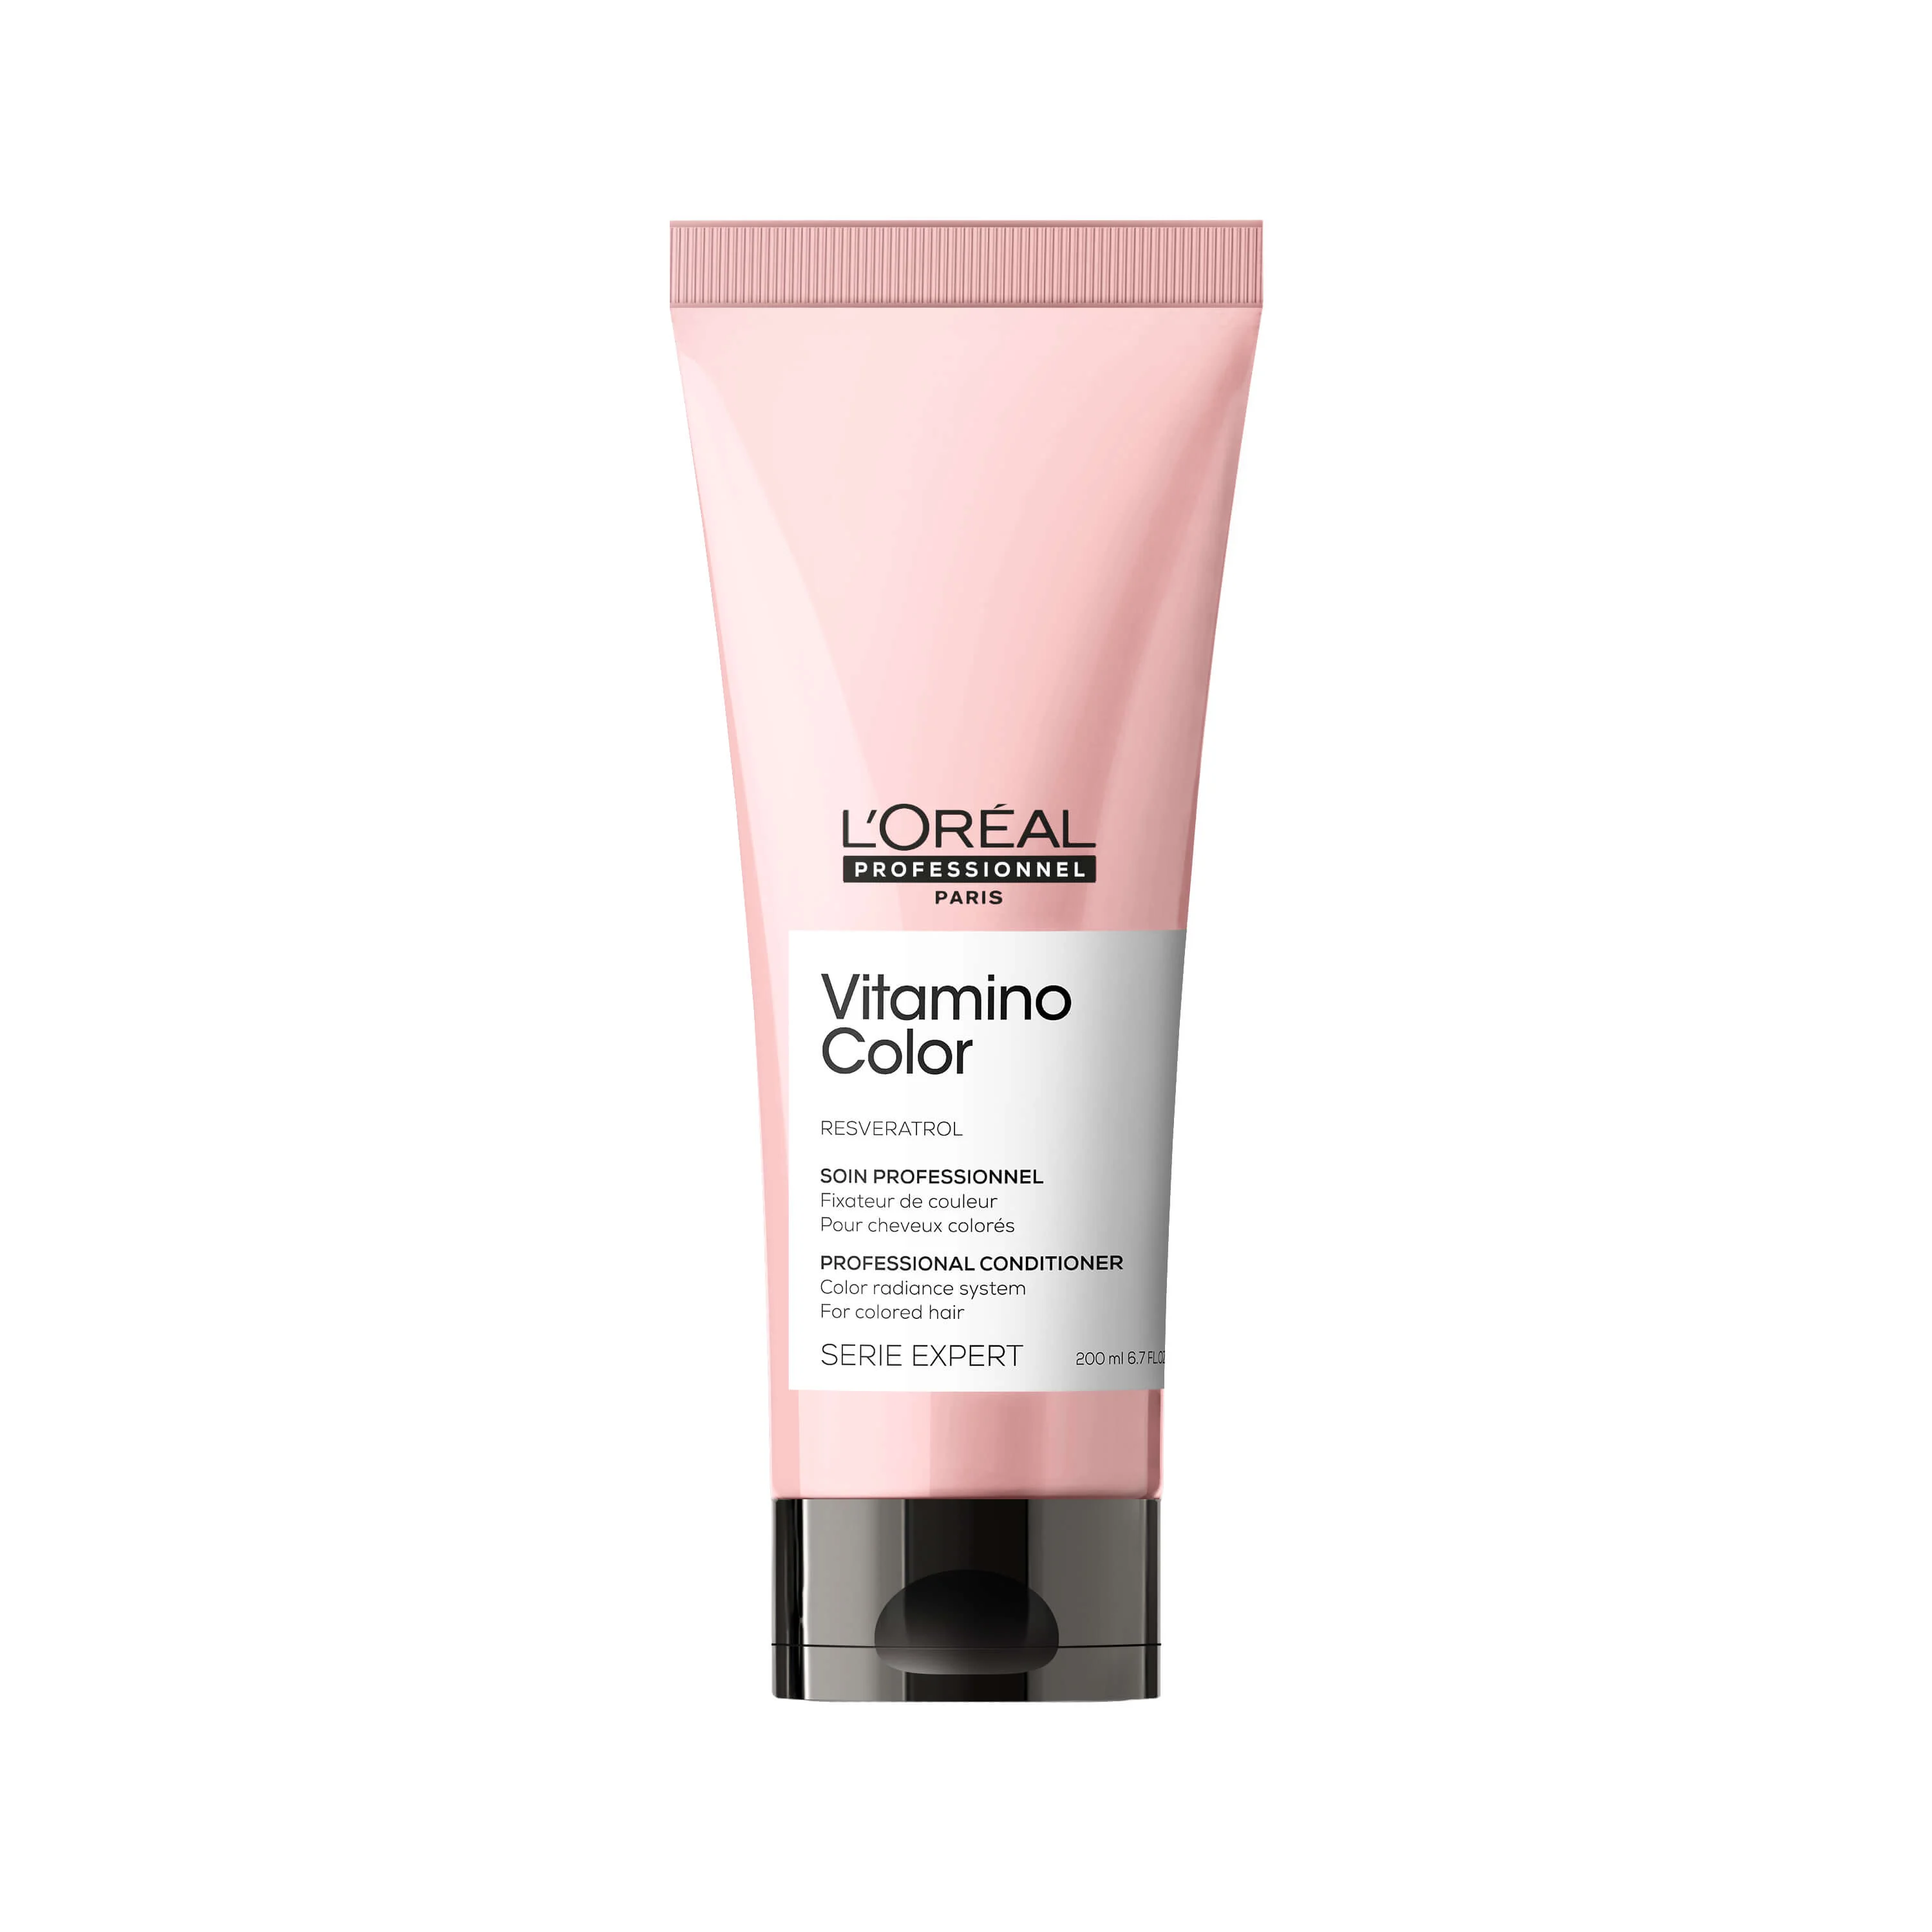 L'ORÉAL
PROFESSIONNEL
PARIS
Vitamino
Color
RESVERATROL
SOIN PROFESSIONNEL
Fixateur de couleur
Pour cheveux colorés
PROFESSIONAL CONDITIONER
Color radiance system
For colored hair
SERIE EXPERT 200 ml 6.7 FL.OZ